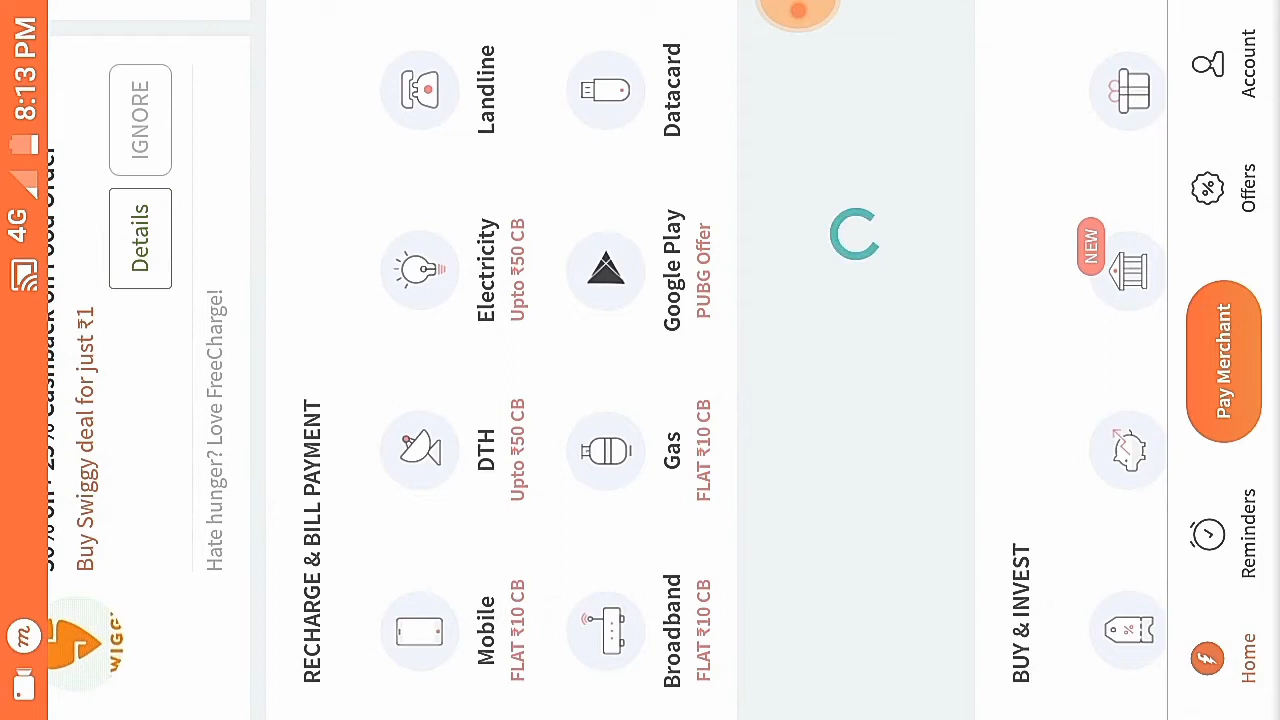 4G 8:13 PM
Buy Swiggy deal for just ₹1
Details
IGNORE
Hate hunger? Love FreeCharge!
RECHARGE & BILL PAYMENT
Mobile
FLAT ₹10 CB
DTH
Upto ₹50 CB
Electricity
Upto ₹50 CB
Landline
Broadband
FLAT ₹10 CB
Gas
FLAT ₹10 CB
Google Play
PUBG Offer
Datacard
BUY & INVEST
NEW
Home
Reminders
Pay Merchant
Offers
Account